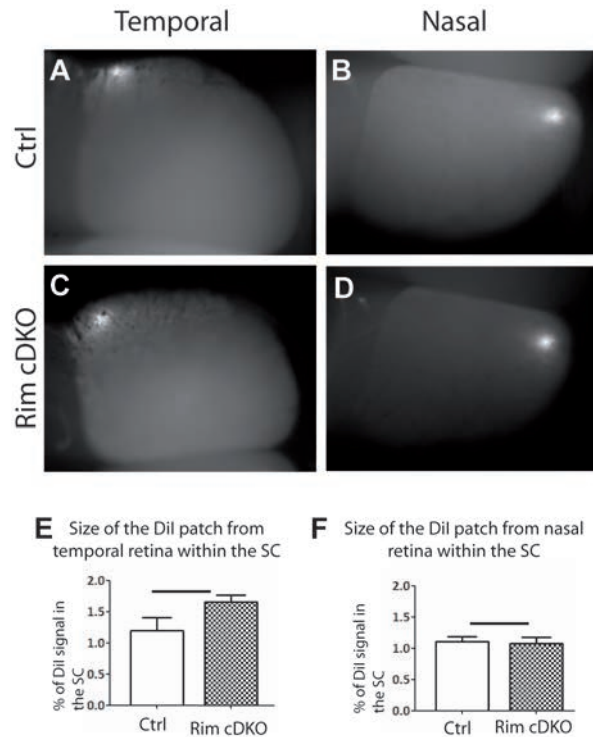 Temporal
Nasal
Ctrl
A
B
Rim cDKO
C
D
E
Size of the DiI patch from
temporal retina within the SC
% of DiI signal in
the SC
2.0
1.5
1.0
0.5
0.0
Ctrl
Rim cDKO
F
Size of the DiI patch from nasal
retina within the SC
% of DiI signal in
the SC
2.0
1.5
1.0
0.5
0.0
Ctrl
Rim cDKO